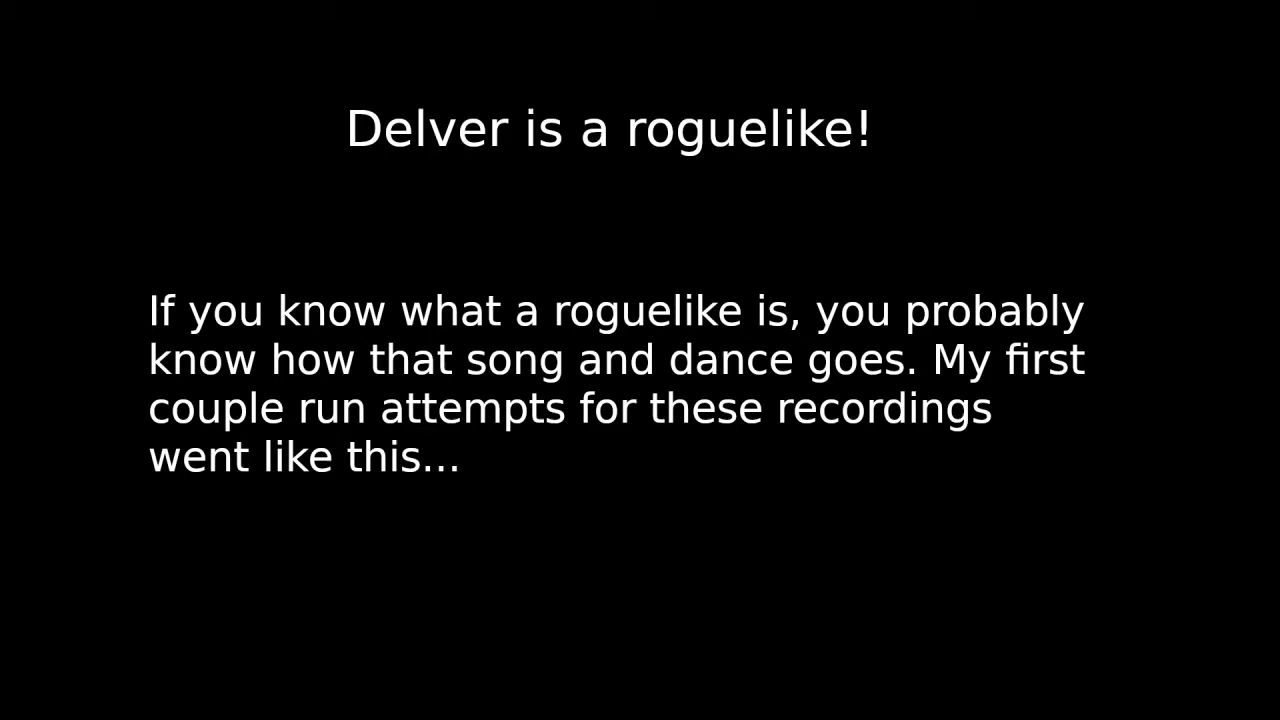 Delver is a roguelike!
If you know what a roguelike is, you probably
know how that song and dance goes. My first
couple run attempts for these recordings
went like this...